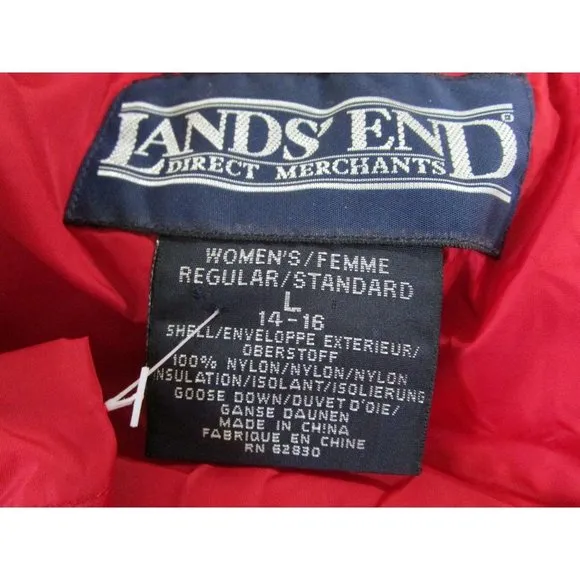 LANDS' END®
DIRECT MERCHANTS
WOMEN'S/FEMME
REGULAR/STANDARD
L
14-16
SHELL/ENVELOPPE EXTERIEUR/
OBERSTOFF
100% NYLON/NYLON/NYLON
INSULATION/ISOLANT/ISOLIERUNG
GOOSE DOWN/DUVET D'OIE/
GANSE DAUNEN
MADE IN CHINA
FABRIQUE EN CHINE
RN 62830